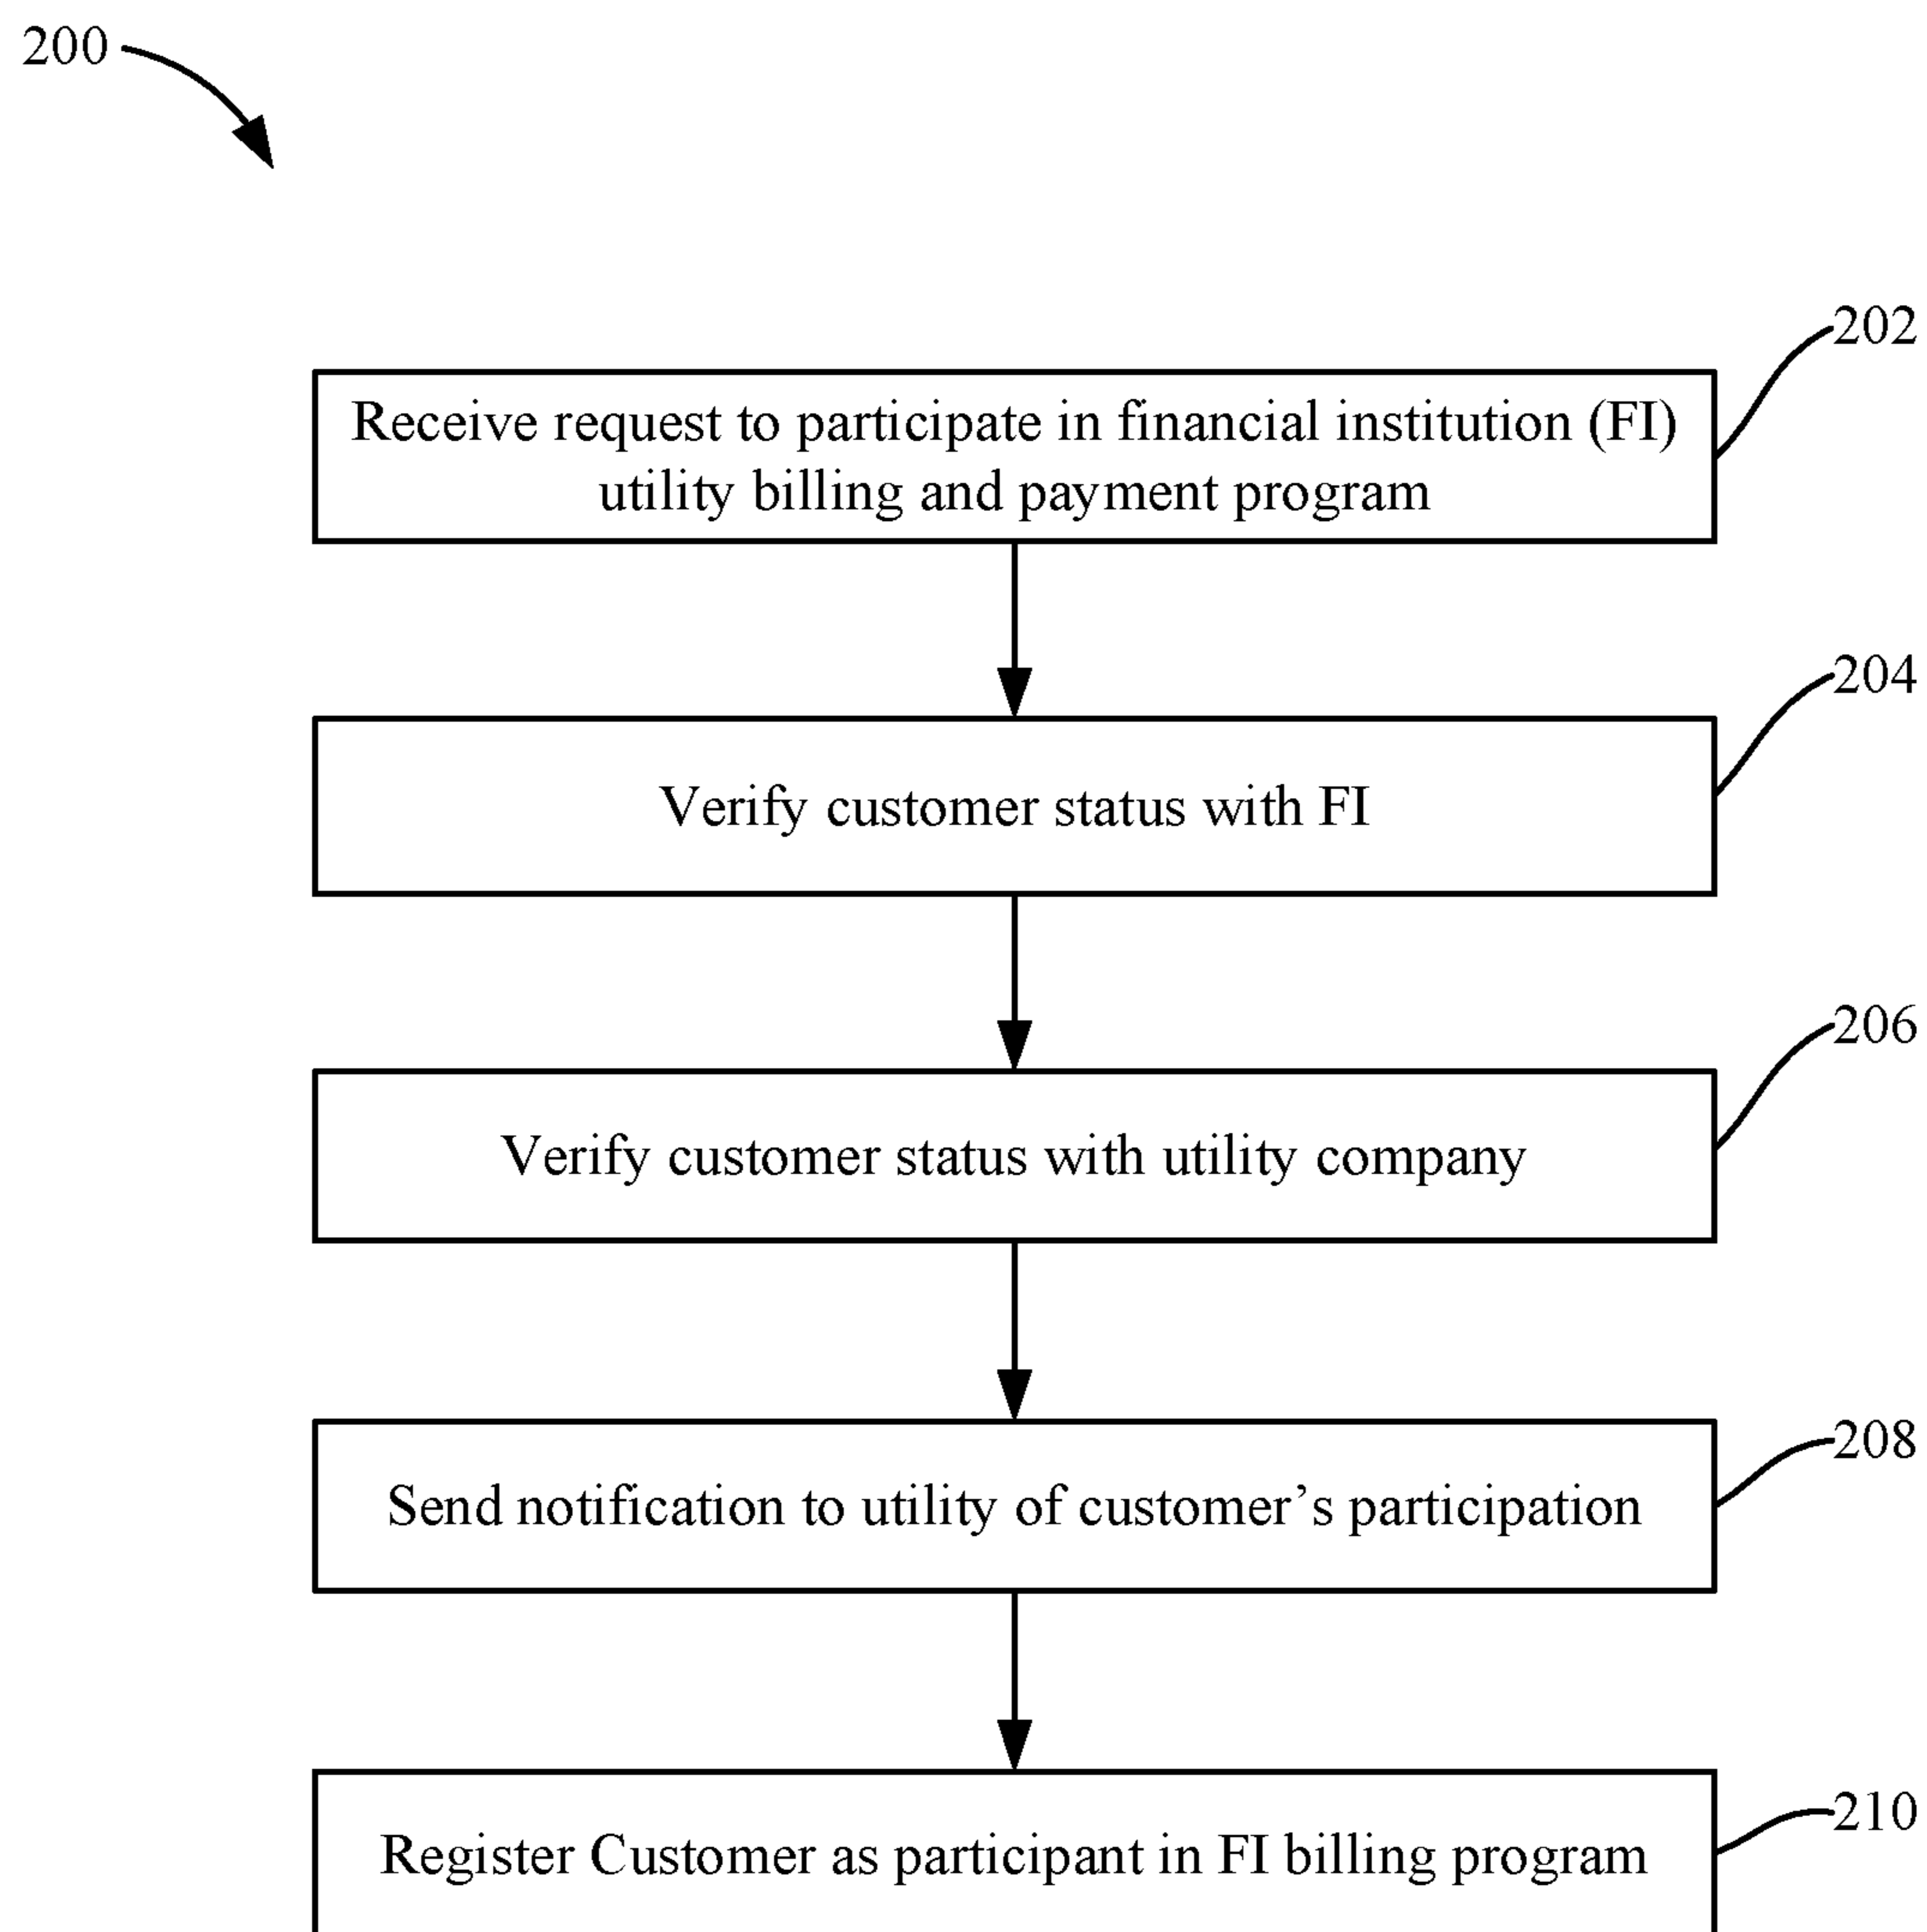 200
202
Receive request to participate in financial institution (FI)
utility billing and payment program
204
Verify customer status with FI
206
Verify customer status with utility company
208
Send notification to utility of customer’s participation
210
Register Customer as participant in FI billing program